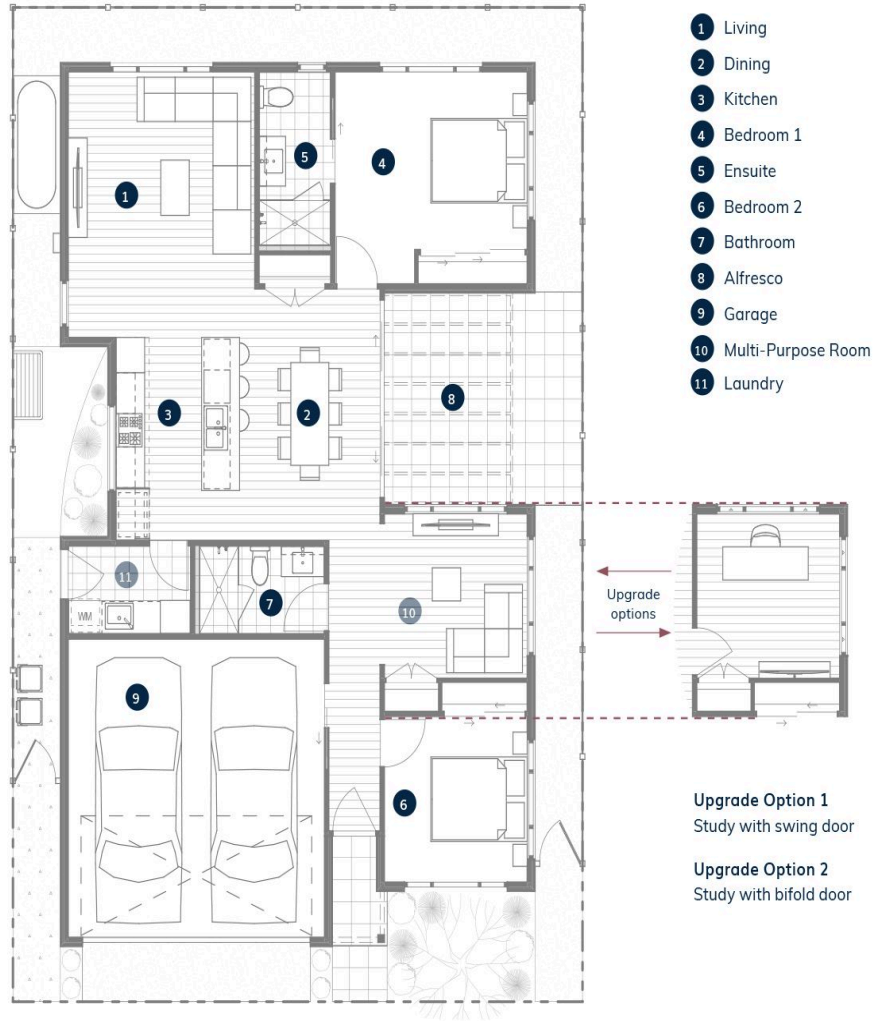 1 Living
2 Dining
3 Kitchen
4 Bedroom 1
5 Ensuite
6 Bedroom 2
7 Bathroom
8 Alfresco
9 Garage
10 Multi-Purpose Room
11 Laundry
5
4
1
8
3
2
11
7
10
WM
9
6
Upgrade
options
Upgrade Option 1
Study with swing door
Upgrade Option 2
Study with bifold door